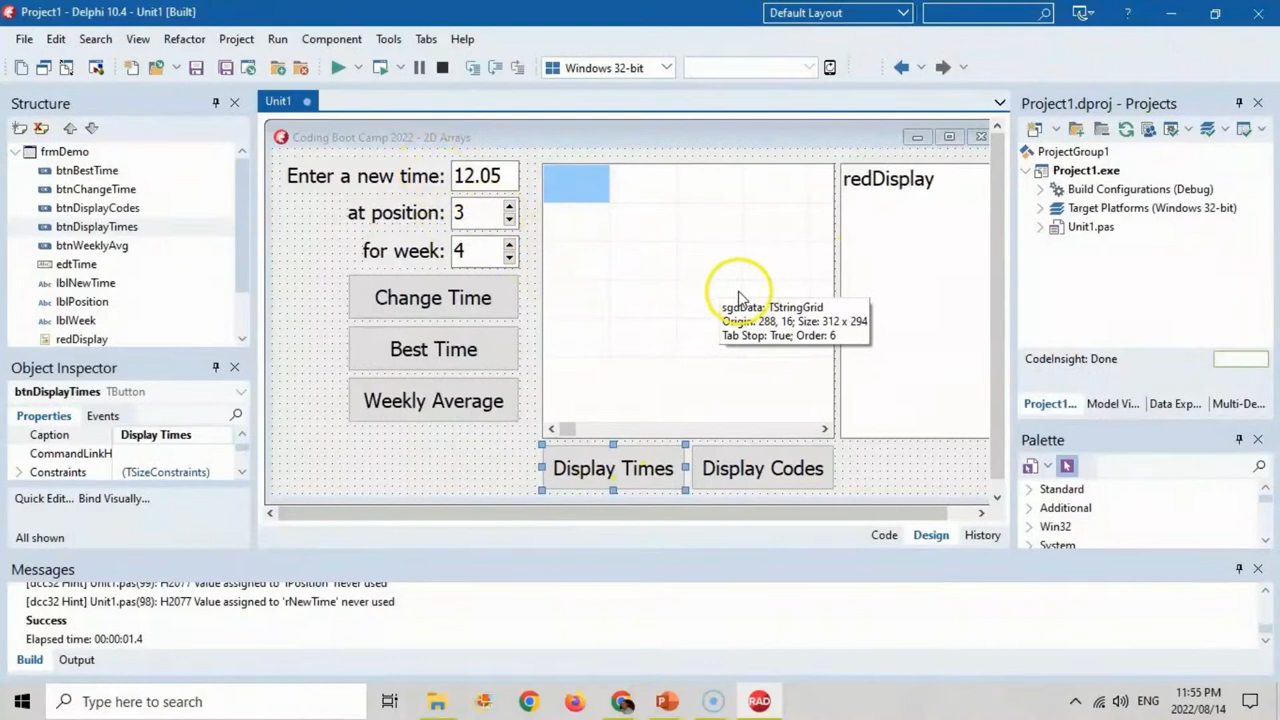 Project1 - Delphi 10.4 - Unit1 [Built]
Default Layout
?
File Edit Search View Refactor Project Run Component Tools Tabs Help
Windows 32-bit
Structure
frmDemo
btnBestTime
btnChangeTime
btnDisplayCodes
btnDisplayTimes
btnWeeklyAvg
edtTime
lblNewTime
lblPosition
lblWeek
redDisplay
Object Inspector
btnDisplayTimes TButton
Properties Events
Caption Display Times
CommandLinkH
Constraints (TSizeConstraints)
Quick Edit... Bind Visually...
All shown
Unit1
Coding Boot Camp 2022 - 2D Arrays
Enter a new time: 12.05
at position: 3
for week: 4
Change Time
Best Time
Weekly Average
redDisplay
sgdData: TStringGrid
Origin: 288, 16; Size: 312 x 294
Tab Stop: True; Order: 6
Display Times Display Codes
Code Design History
Project1.dproj - Projects
ProjectGroup1
Project1.exe
Build Configurations (Debug)
Target Platforms (Windows 32-bit)
Unit1.pas
CodeInsight: Done
Project1... Model Vi... Data Exp... Multi-De...
Palette
Standard
Additional
Win32
System
Messages
[dcc32 Hint] Unit1.pas(99): H2077 Value assigned to 'iPosition' never used
[dcc32 Hint] Unit1.pas(98): H2077 Value assigned to 'rNewTime' never used
Success
Elapsed time: 00:00:01.4
Build Output
Type here to search
RAD
ENG
11:55 PM
2022/08/14